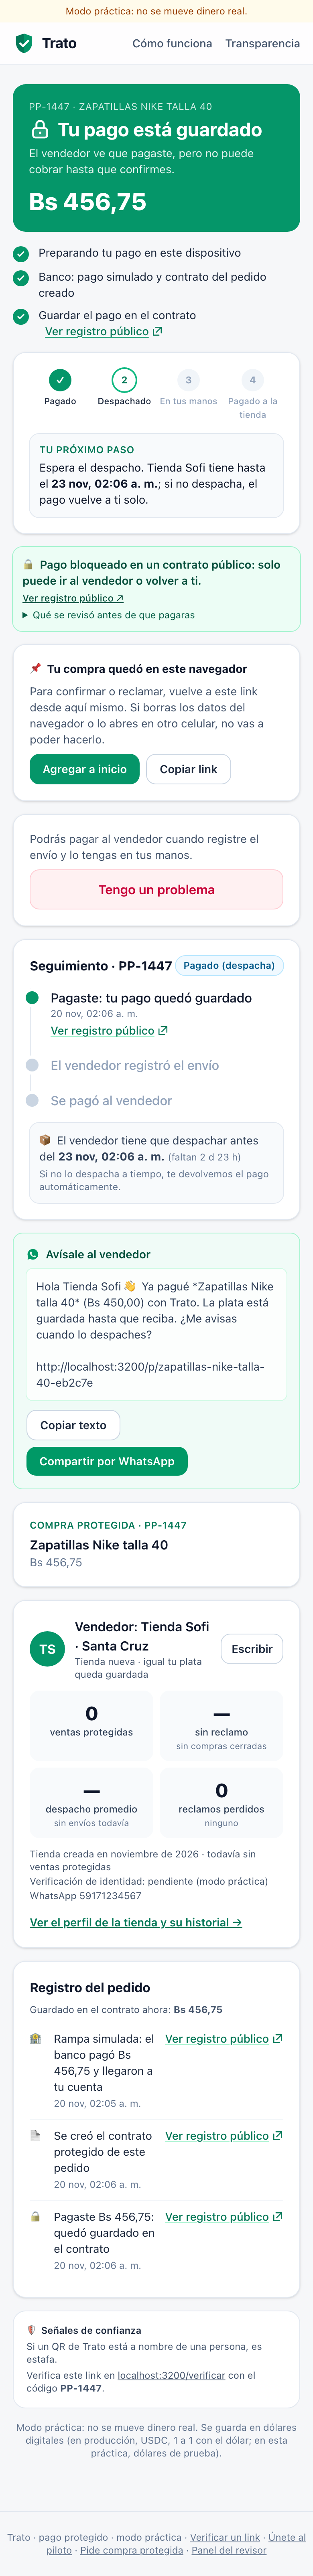 Modo práctica: no se mueve dinero real.
Trato
Cómo funciona
Transparencia
PP-1447 · ZAPATILLAS NIKE TALLA 40
Tu pago está guardado
El vendedor ve que pagaste, pero no puede
cobrar hasta que confirmes.
Bs 456,75
Preparando tu pago en este dispositivo
Banco: pago simulado y contrato del pedido
creado
Guardar el pago en el contrato
Ver registro público
2
3
4
Pagado
Despachado
En tus manos
Pagado a la
tienda
TU PRÓXIMO PASO
Espera el despacho. Tienda Sofi tiene hasta
el 23 nov, 02:06 a. m.; si no despacha, el
pago vuelve a ti solo.
Pago bloqueado en un contrato público: solo
puede ir al vendedor o volver a ti.
Ver registro público ↗
▶ Qué se revisó antes de que pagaras
Tu compra quedó en este navegador
Para confirmar o reclamar, vuelve a este link
desde aquí mismo. Si borras los datos del
navegador o lo abres en otro celular, no vas a
poder hacerlo.
Agregar a inicio
Copiar link
Podrás pagar al vendedor cuando registre el
envío y lo tengas en tus manos.
Tengo un problema
Seguimiento · PP-1447
Pagado (despacha)
Pagaste: tu pago quedó guardado
20 nov, 02:06 a. m.
Ver registro público
El vendedor registró el envío
Se pagó al vendedor
El vendedor tiene que despachar antes
del 23 nov, 02:06 a. m. (faltan 2 d 23 h)
Si no lo despacha a tiempo, te devolvemos el pago
automáticamente.
Avísale al vendedor
Hola Tienda Sofi 👋 Ya pagué *Zapatillas Nike
talla 40* (Bs 450,00) con Trato. La plata está
guardada hasta que reciba. ¿Me avisas
cuando lo despaches?
http://localhost:3200/p/zapatillas-nike-talla-
40-eb2c7e
Copiar texto
Compartir por WhatsApp
COMPRA PROTEGIDA · PP-1447
Zapatillas Nike talla 40
Bs 456,75
TS
Vendedor: Tienda Sofi
· Santa Cruz
Tienda nueva · igual tu plata
queda guardada
Escribir
0
ventas protegidas
—
sin reclamo
sin compras cerradas
—
despacho promedio
sin envíos todavía
0
reclamos perdidos
ninguno
Tienda creada en noviembre de 2026 · todavía sin
ventas protegidas
Verificación de identidad: pendiente (modo práctica)
WhatsApp 59171234567
Ver el perfil de la tienda y su historial →
Registro del pedido
Guardado en el contrato ahora: Bs 456,75
Rampa simulada: el
banco pagó Bs
456,75 y llegaron a
tu cuenta
20 nov, 02:05 a. m.
Ver registro público
Se creó el contrato
protegido de este
pedido
20 nov, 02:06 a. m.
Ver registro público
Pagaste Bs 456,75:
quedó guardado en
el contrato
20 nov, 02:06 a. m.
Ver registro público
Señales de confianza
Si un QR de Trato está a nombre de una persona, es
estafa.
Verifica este link en localhost:3200/verificar con el
código PP-1447.
Modo práctica: no se mueve dinero real. Se guarda en dólares
digitales (en producción, USDC, 1 a 1 con el dólar; en esta
práctica, dólares de prueba).
Trato · pago protegido · modo práctica · Verificar un link · Únete al
piloto · Pide compra protegida · Panel del revisor